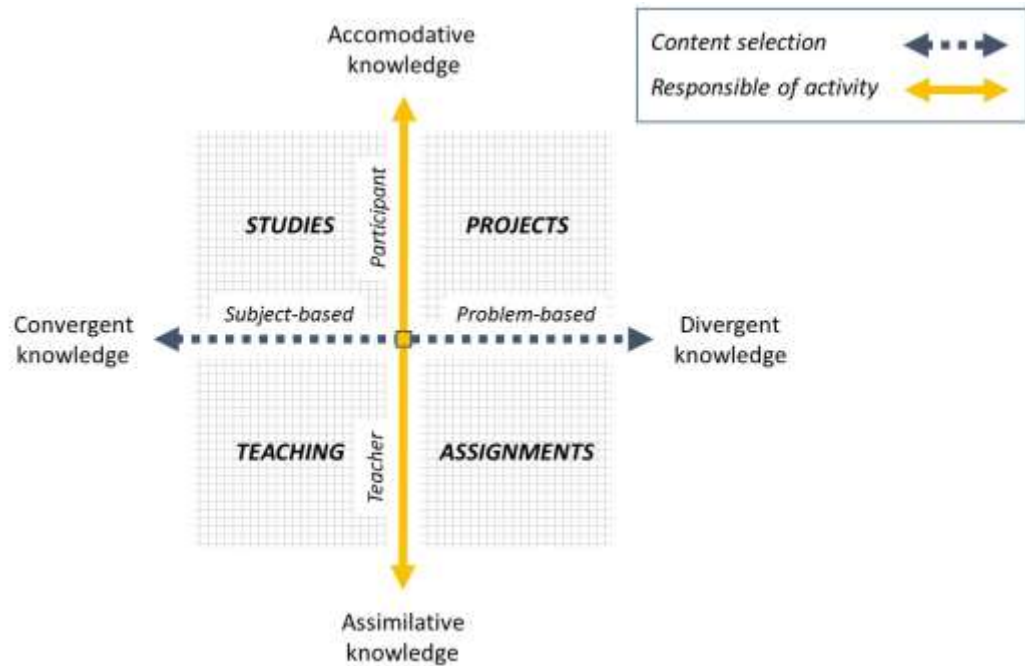 Accomodative
knowledge
Content selection
Responsible of activity
Participant
STUDIES
PROJECTS
Subject-based
Problem-based
Convergent
knowledge
Divergent
knowledge
TEACHING
Teacher
ASSIGNMENTS
Assimilative
knowledge